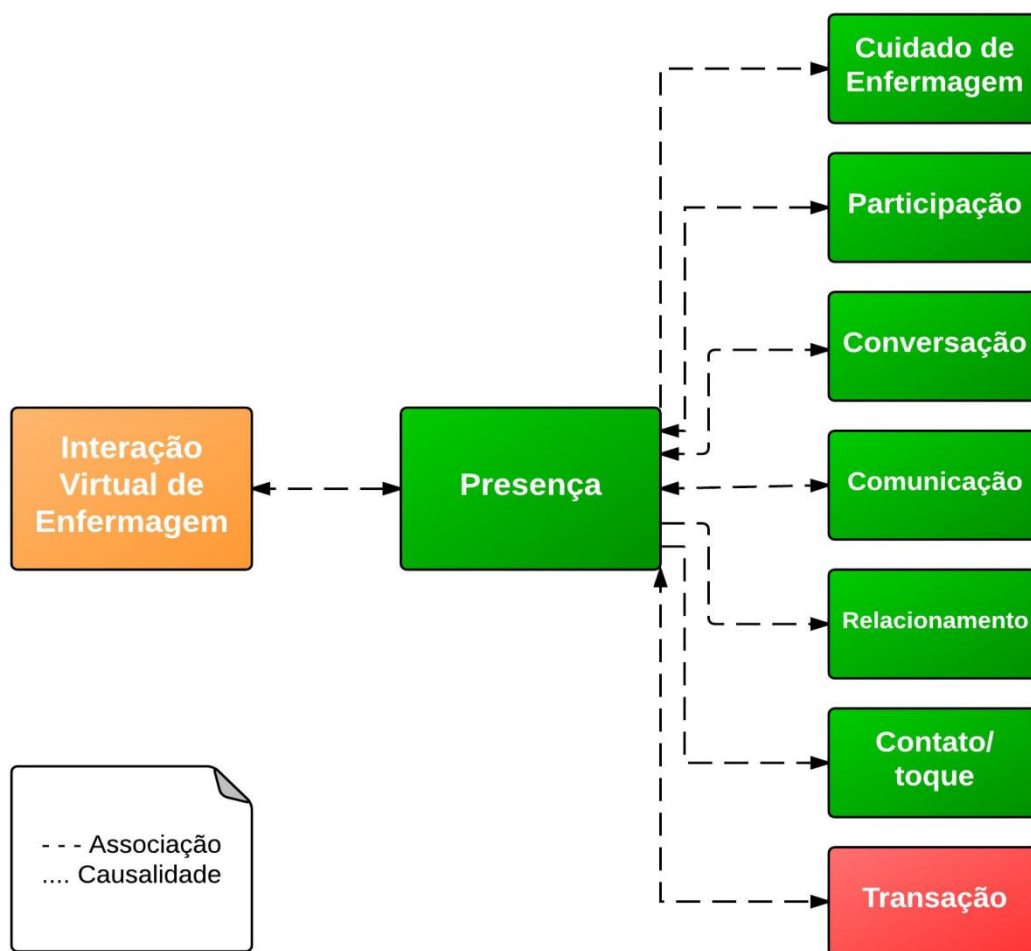 Cuidado de
Enfermagem
Participação
Conversação
Interação
Virtual de
Enfermagem
Presença
Comunicação
Relacionamento
Contato/
toque
- - - Associação
.... Causalidade
Transação